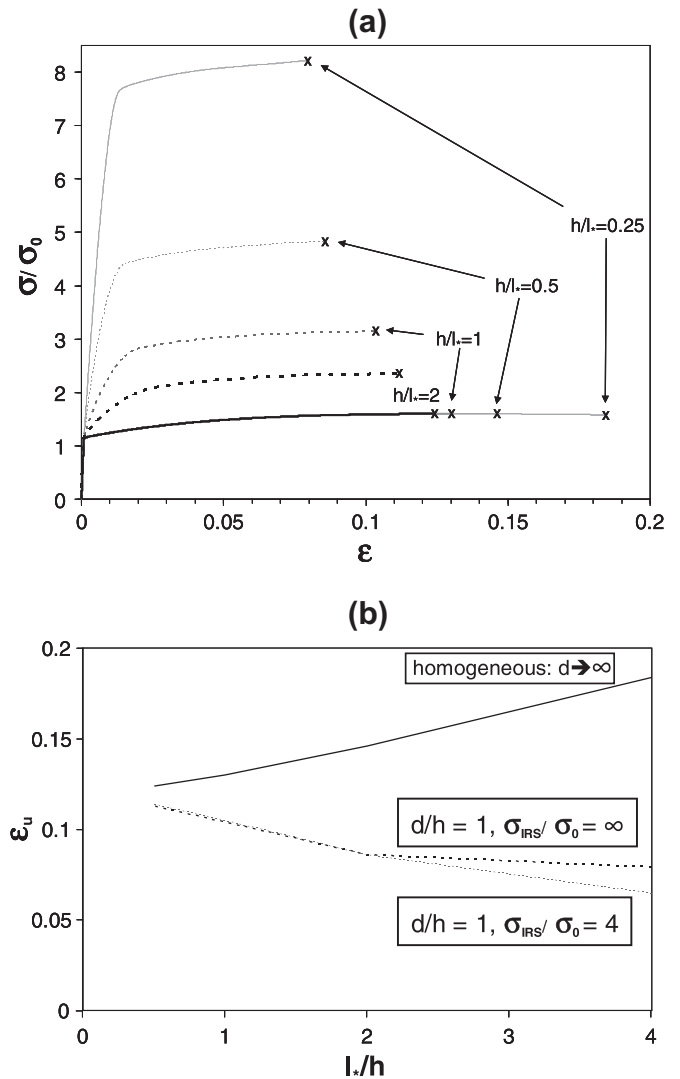 (a)
8
7
6
5
4
3
2
1
0
σ/ σ₀
h/l*=0.25
h/l*=0.5
h/l*=1
h/l*=2
0 0.05 0.1 0.15 0.2
ε
(b)
0.2
0.15
0.1
0.05
0
εᵤ
homogeneous: d➔∞
d/h = 1, σIRS/ σ₀ = ∞
d/h = 1, σIRS/ σ₀ = 4
0 1 2 3 4
l*/h